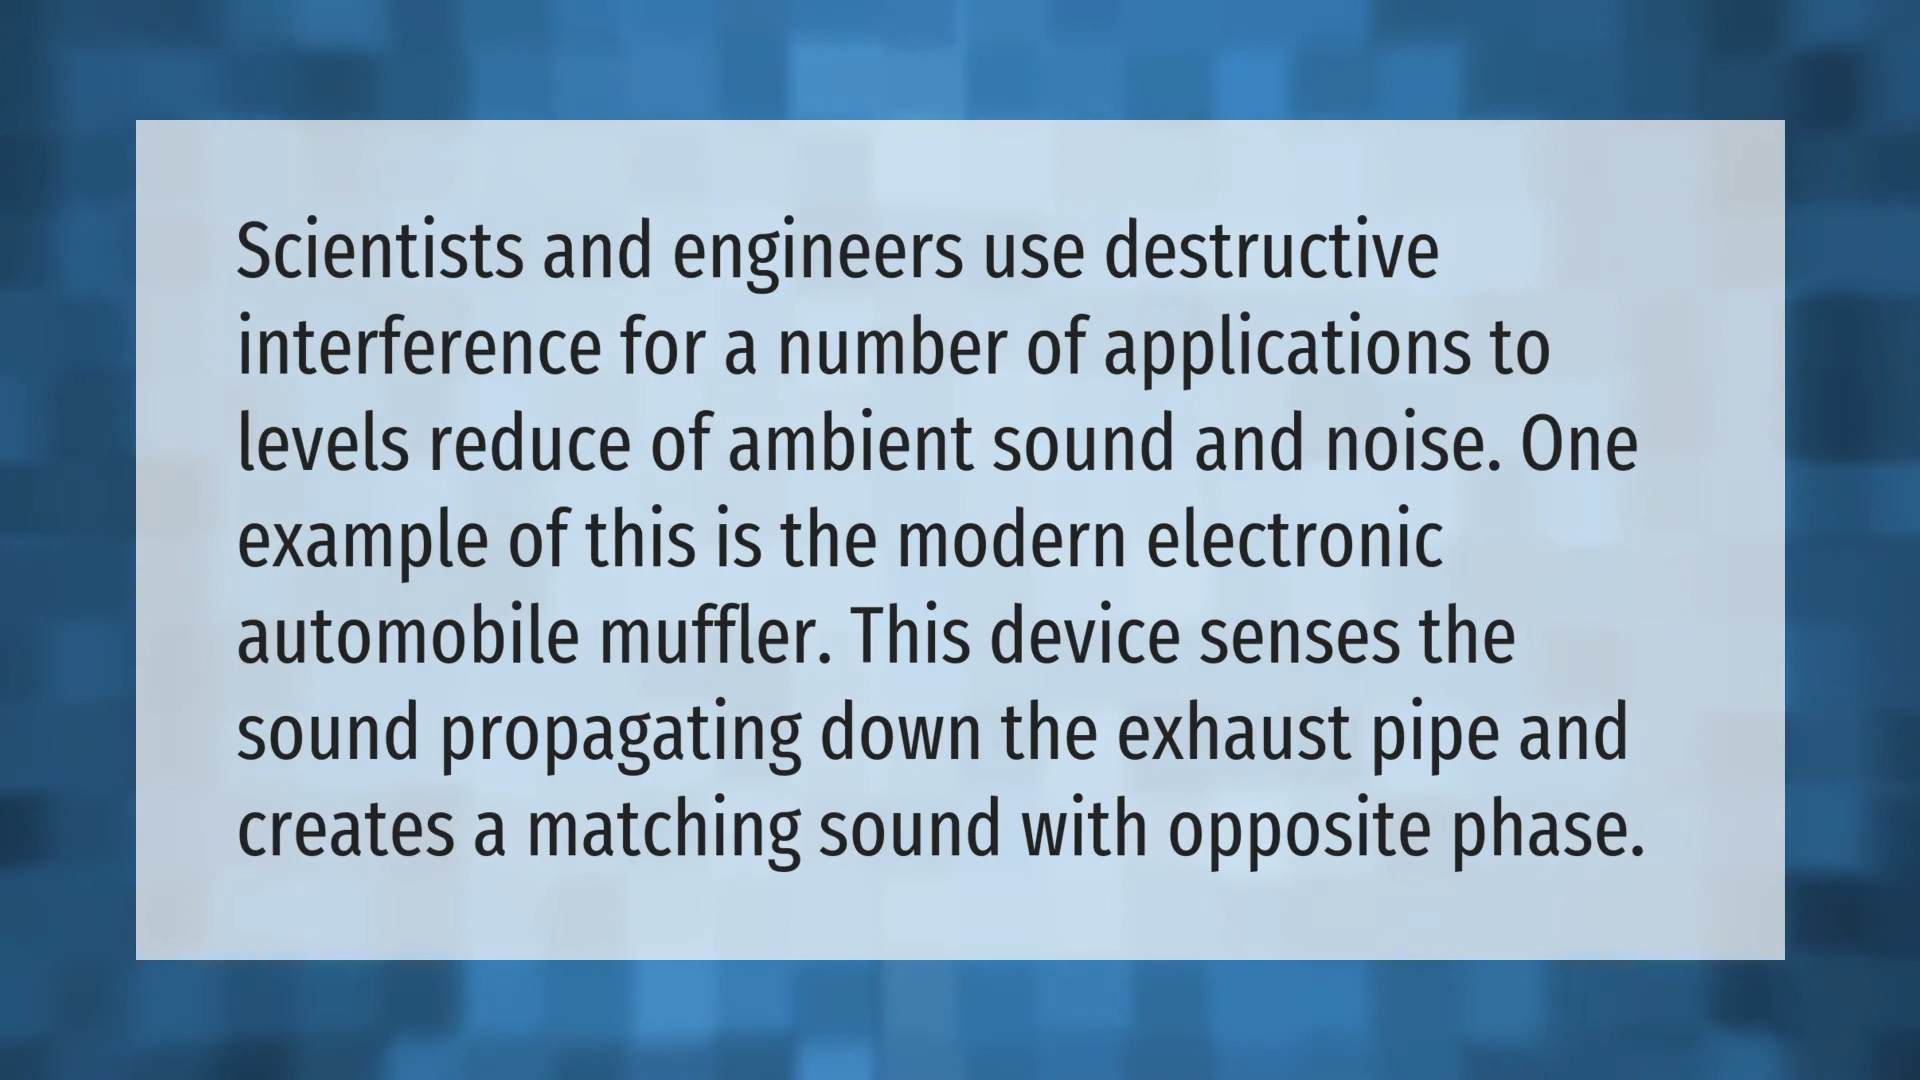 Scientists and engineers use destructive
interference for a number of applications to
levels reduce of ambient sound and noise. One
example of this is the modern electronic
automobile muffler. This device senses the
sound propagating down the exhaust pipe and
creates a matching sound with opposite phase.